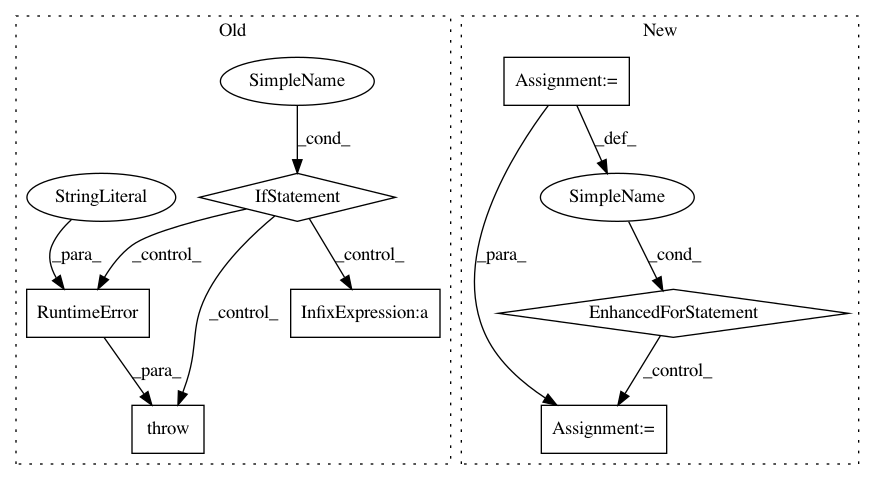 Old
New
SimpleName
Assignment:=
_cond_
_def_
StringLiteral
IfStatement
SimpleName
_para_
_control_
_control_
_control_
_para_
_cond_
RuntimeError
InfixExpression:a
EnhancedForStatement
_para_
_control_
throw
Assignment:=